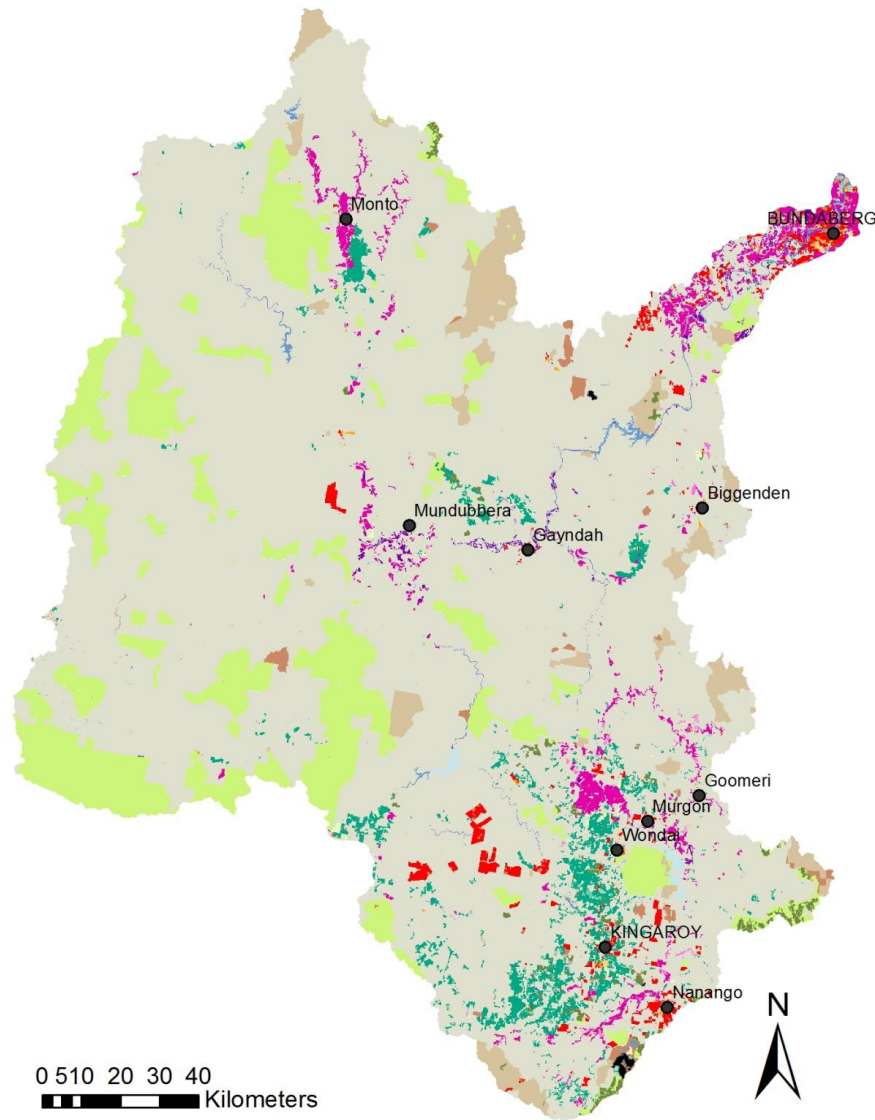 Monto
BUNDABERG
Biggenden
Mundubbera
Gayndah
Goomeri
Murgon
Wondai
KINGAROY
Nanango
N
0 5 10 20 30 40
Kilometers